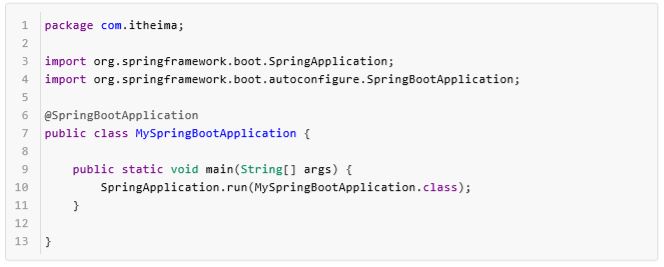 1 package com.itheima;
2
3 import org.springframework.boot.SpringApplication;
4 import org.springframework.boot.autoconfigure.SpringBootApplication;
5
6 @SpringBootApplication
7 public class MySpringBootApplication {
8
9     public static void main(String[] args) {
10         SpringApplication.run(MySpringBootApplication.class);
11     }
12
13 }